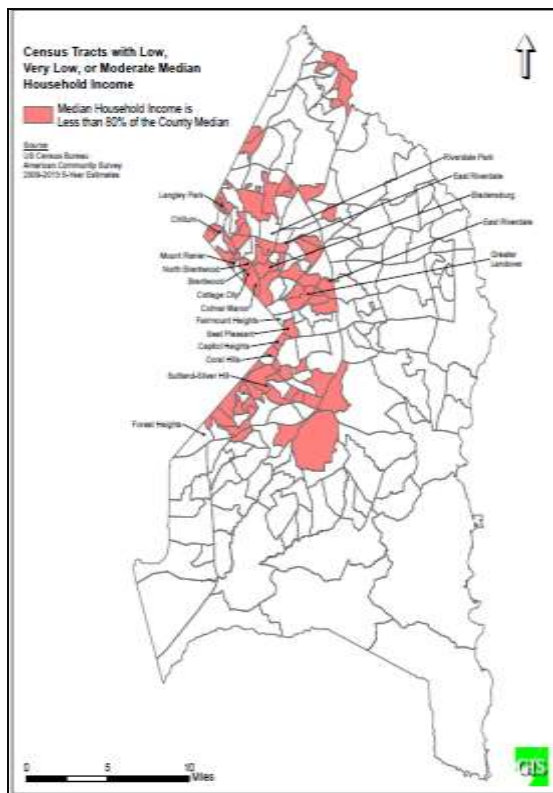 Census Tracts with Low,
Very Low, or Moderate Median
Household Income
Median Household Income is
Less than 80% of the County Median
Source:
US Census Bureau
American Community Survey
2009-2013 5-Year Estimates
Riverdale Park
East Riverdale
Bladensburg
East Riverdale
Greater
Landover
Langley Park
Chillum
Mount Rainier
North Brentwood
Brentwood
Cottage City
Colmar Manor
Fairmount Heights
Seat Pleasant
Capitol Heights
Coral Hills
Suitland-Silver Hill
Forest Heights
0 5 10
Miles
GIS